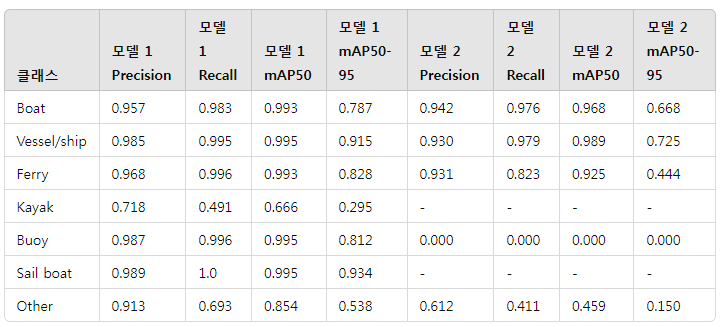 클래스 모델 1 Precision 모델 1 Recall 모델 1 mAP50 모델 1 mAP50-95 모델 2 Precision 모델 2 Recall 모델 2 mAP50 모델 2 mAP50-95
Boat 0.957 0.983 0.993 0.787 0.942 0.976 0.968 0.668
Vessel/ship 0.985 0.995 0.995 0.915 0.930 0.979 0.989 0.725
Ferry 0.968 0.996 0.993 0.828 0.931 0.823 0.925 0.444
Kayak 0.718 0.491 0.666 0.295 - - - -
Buoy 0.987 0.996 0.995 0.812 0.000 0.000 0.000 0.000
Sail boat 0.989 1.0 0.995 0.934 - - - -
Other 0.913 0.693 0.854 0.538 0.612 0.411 0.459 0.150